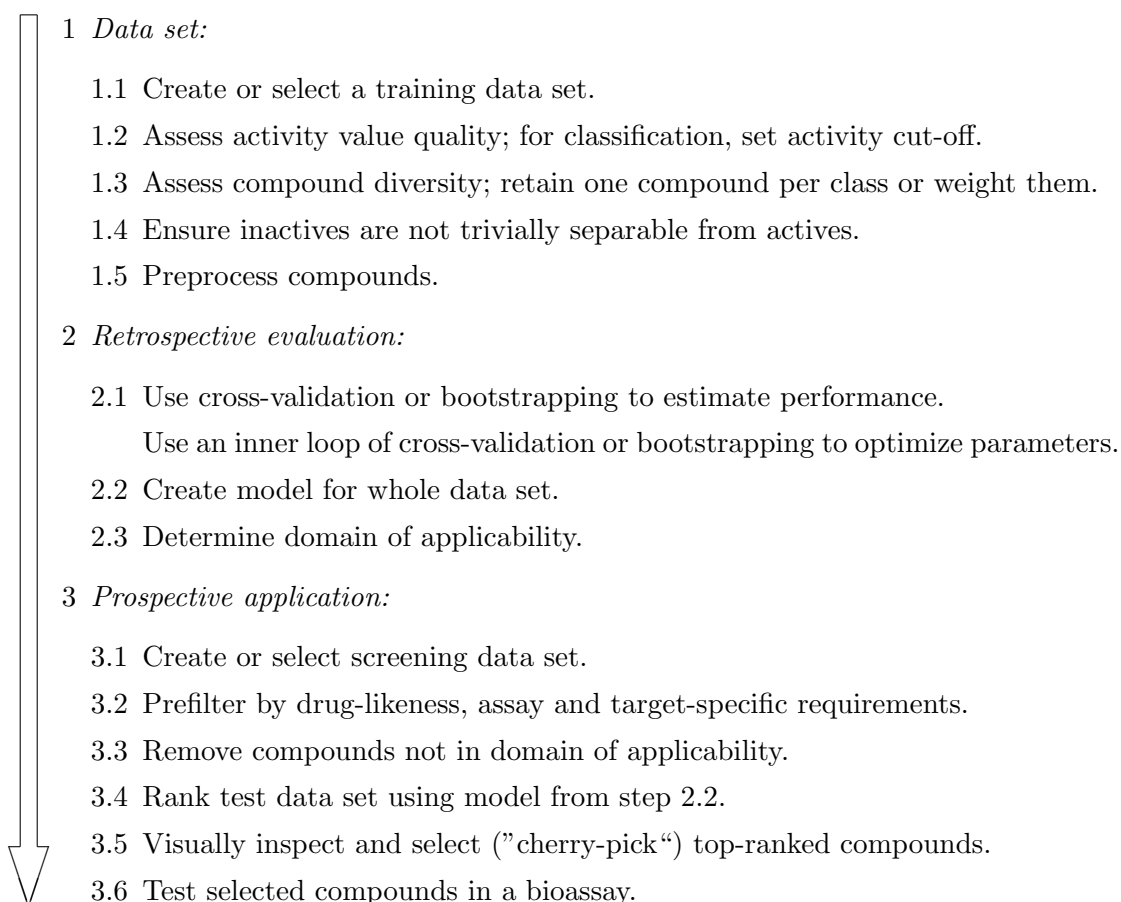 1 Data set:
1.1 Create or select a training data set.
1.2 Assess activity value quality; for classification, set activity cut-off.
1.3 Assess compound diversity; retain one compound per class or weight them.
1.4 Ensure inactives are not trivially separable from actives.
1.5 Preprocess compounds.
2 Retrospective evaluation:
2.1 Use cross-validation or bootstrapping to estimate performance.
Use an inner loop of cross-validation or bootstrapping to optimize parameters.
2.2 Create model for whole data set.
2.3 Determine domain of applicability.
3 Prospective application:
3.1 Create or select screening data set.
3.2 Prefilter by drug-likeness, assay and target-specific requirements.
3.3 Remove compounds not in domain of applicability.
3.4 Rank test data set using model from step 2.2.
3.5 Visually inspect and select (”cherry-pick“) top-ranked compounds.
3.6 Test selected compounds in a bioassay.